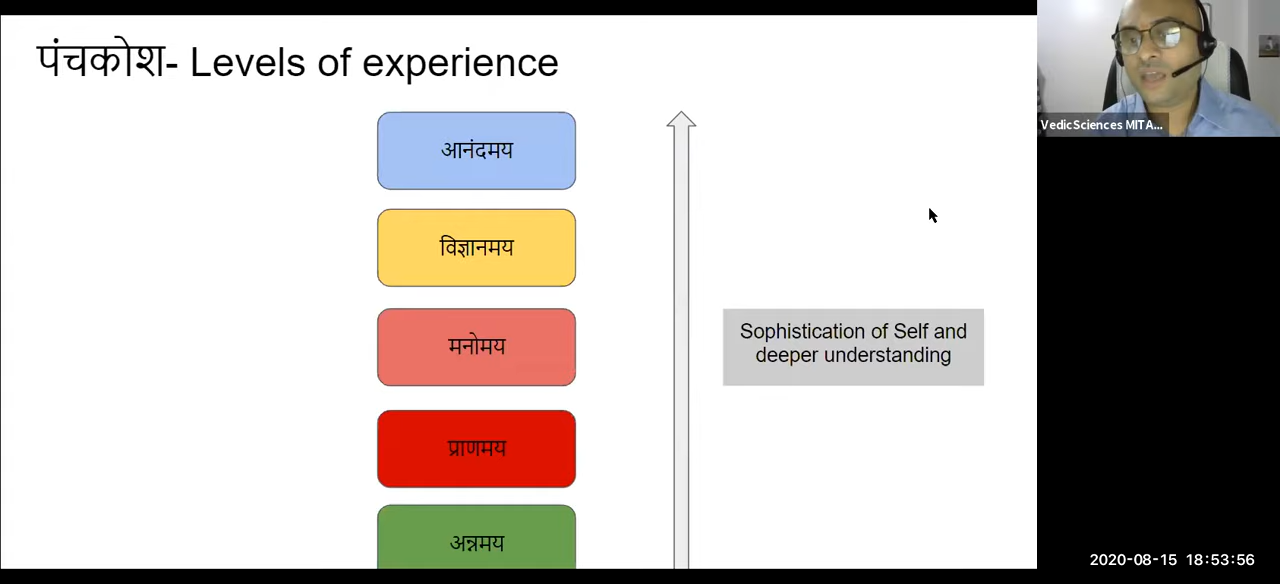 पंचकोश- Levels of experience
आनंदमय
विज्ञानमय
मनोमय
प्राणमय
अन्नमय
Sophistication of Self and
deeper understanding
VedicSciences MITA...
2020-08-15 18:53:56